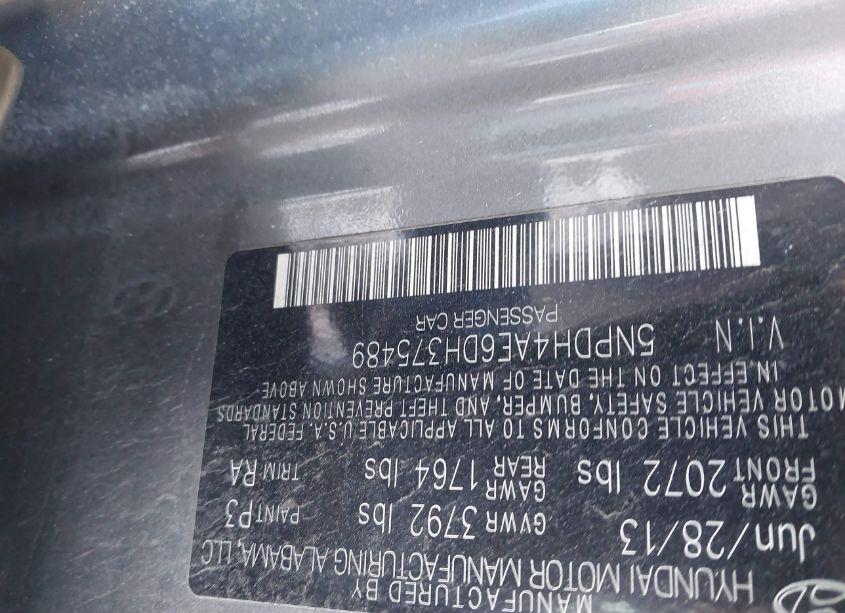 MANUFACTURED BY
HYUNDAI MOTOR MANUFACTURING ALABAMA, LLC
Jun/28/13 GVWR 3792 lbs PAINT P3
GAWR FRONT 2072 lbs GAWR REAR 1764 lbs TRIM RA
THIS VEHICLE CONFORMS TO ALL APPLICABLE U.S.A. FEDERAL
MOTOR VEHICLE SAFETY, BUMPER, AND THEFT PREVENTION STANDARDS
IN EFFECT ON THE DATE OF MANUFACTURE SHOWN ABOVE
V.I.N 5NPDH4AE6DH375489
PASSENGER CAR